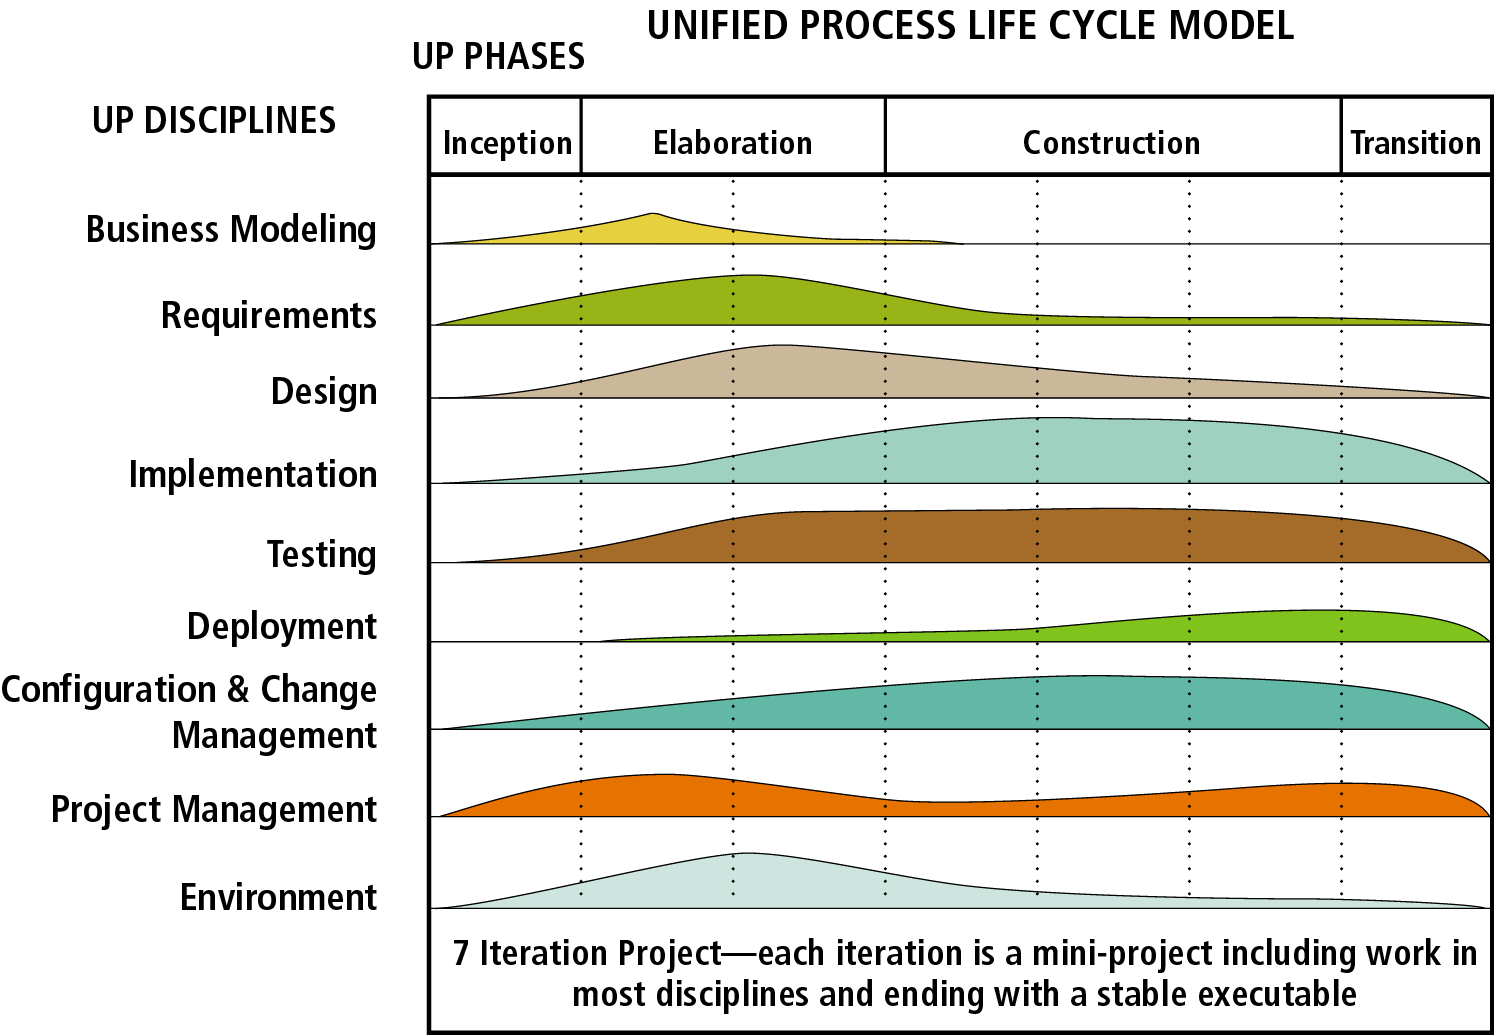 UNIFIED PROCESS LIFE CYCLE MODEL
UP PHASES
UP DISCIPLINES
Inception
Elaboration
Construction
Transition
Business Modeling
Requirements
Design
Implementation
Testing
Deployment
Configuration & Change
Management
Project Management
Environment
7 Iteration Project—each iteration is a mini-project including work in
most disciplines and ending with a stable executable